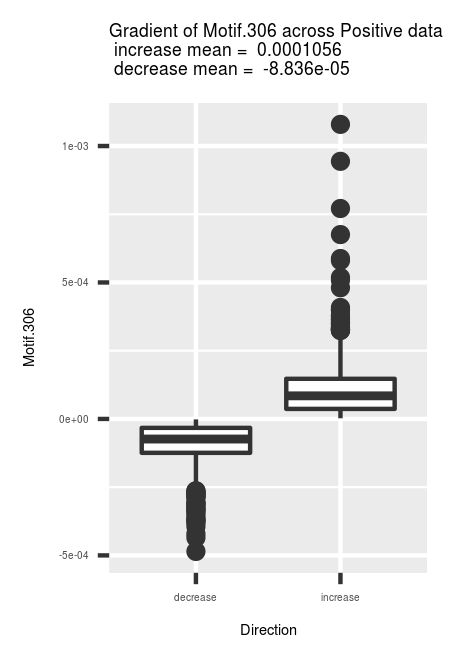 Gradient of Motif.306 across Positive data
increase mean =  0.0001056
decrease mean =  -8.836e-05
1e-03
5e-04
0e+00
-5e-04
Motif.306
decrease
increase
Direction